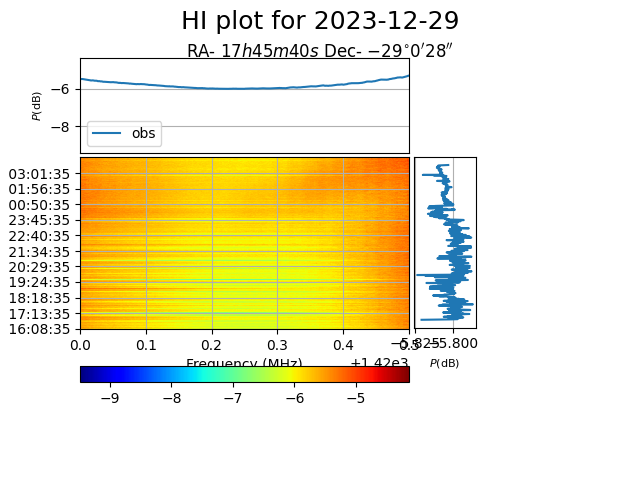 HI plot for 2023-12-29
RA- 17h45m40s Dec- −29°0′28″
P(dB)
−6
−8
obs
03:01:35
01:56:35
00:50:35
23:45:35
22:40:35
21:34:35
20:29:35
19:24:35
18:18:35
17:13:35
16:08:35
0.0 0.1 0.2 0.3 0.4 0.5
Frequency (MHz)
+1.42e3
−5.825 −5.800
P(dB)
−9 −8 −7 −6 −5